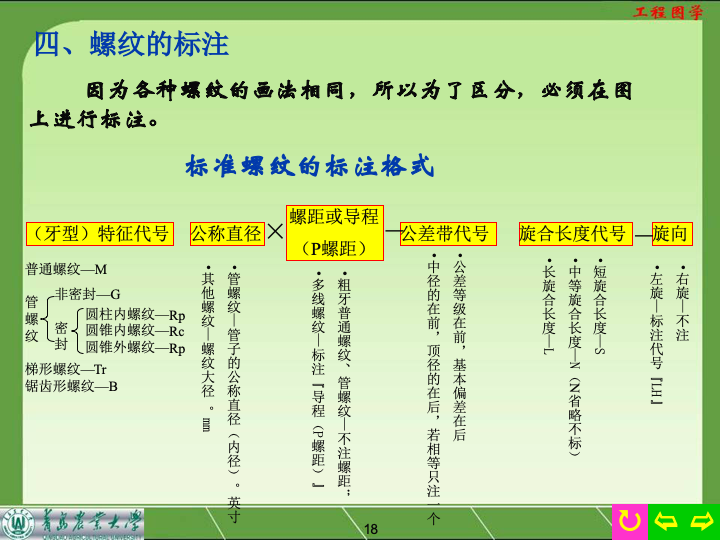 工程图学
四、螺纹的标注
因为各种螺纹的画法相同，所以为了区分，必须在图
上进行标注。
标准螺纹的标注格式
（牙型）特征代号 公称直径 × 螺距或导程（P螺距） — 公差带代号 旋合长度代号 — 旋向
普通螺纹—M
管螺纹
非密封—G
密封
圆柱内螺纹—Rp
圆锥内螺纹—Rc
圆锥外螺纹—Rp
梯形螺纹—Tr
锯齿形螺纹—B
•管螺纹—管子的公称直径（内径）。英寸
•其他螺纹—螺纹大径。mm
•粗牙普通螺纹、管螺纹—不注螺距；
•多线螺纹—标注『导程（P螺距）』
•公差等级在前，基本偏差在后
•中径的在前，顶径的在后，若相等只注一个
•短旋合长度—S
•中等旋合长度—N（N省略不标）
•长旋合长度—L
•右旋—不注
•左旋—标注代号『LH』
青岛农业大学
18